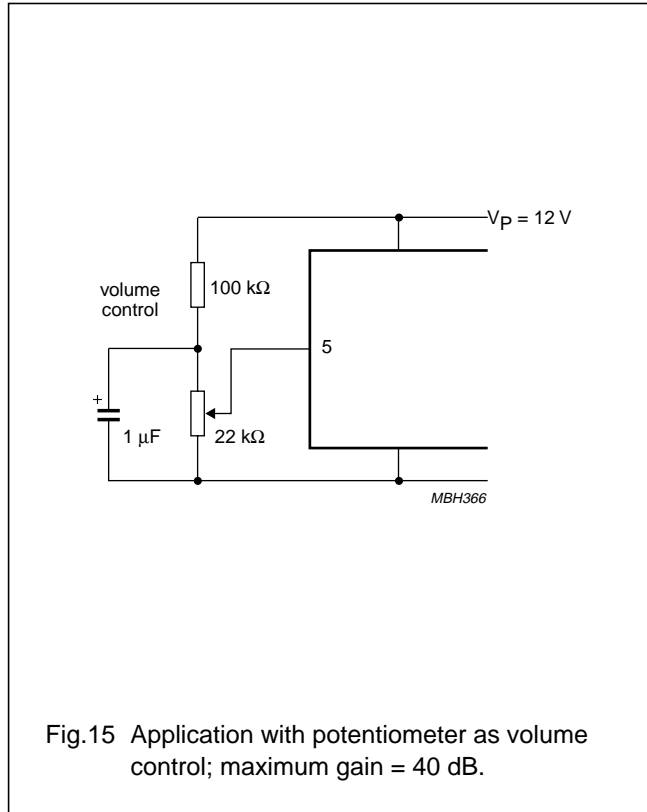 V_P = 12 V
volume
control
100 kΩ
5
1 μF
22 kΩ
+
MBH366
Fig.15 Application with potentiometer as volume
control; maximum gain = 40 dB.